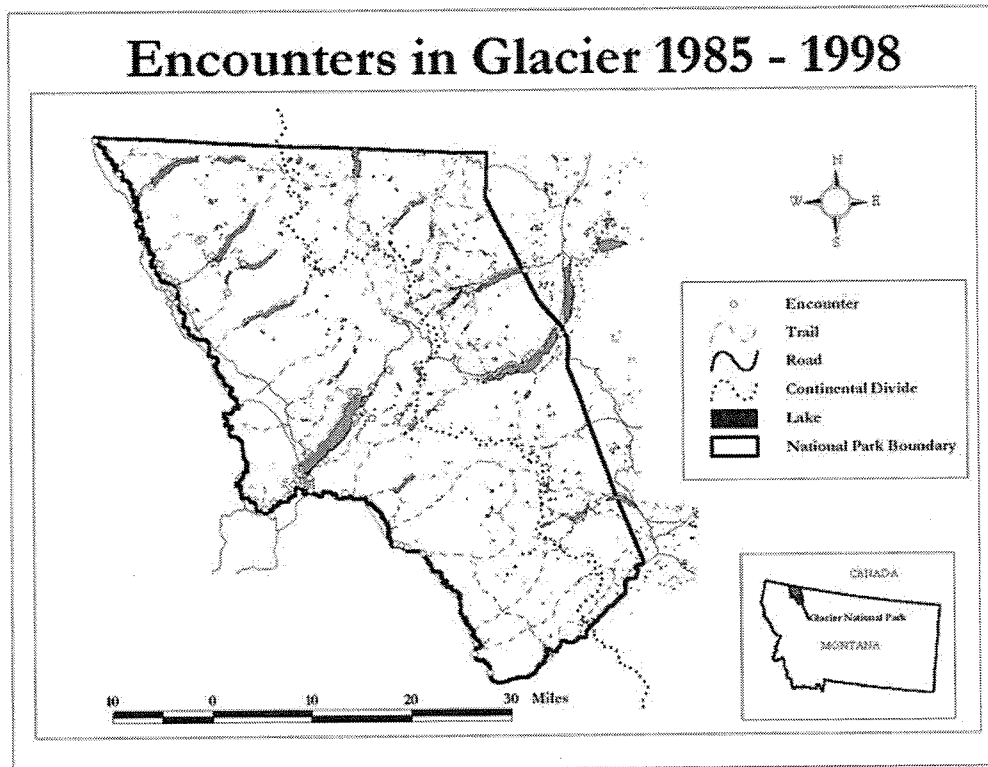 Encounters in Glacier 1985 - 1998
N
W E
S
Encounter
Trail
Road
Continental Divide
Lake
National Park Boundary
CANADA
Glacier National Park
MONTANA
10 0 10 20 30 Miles